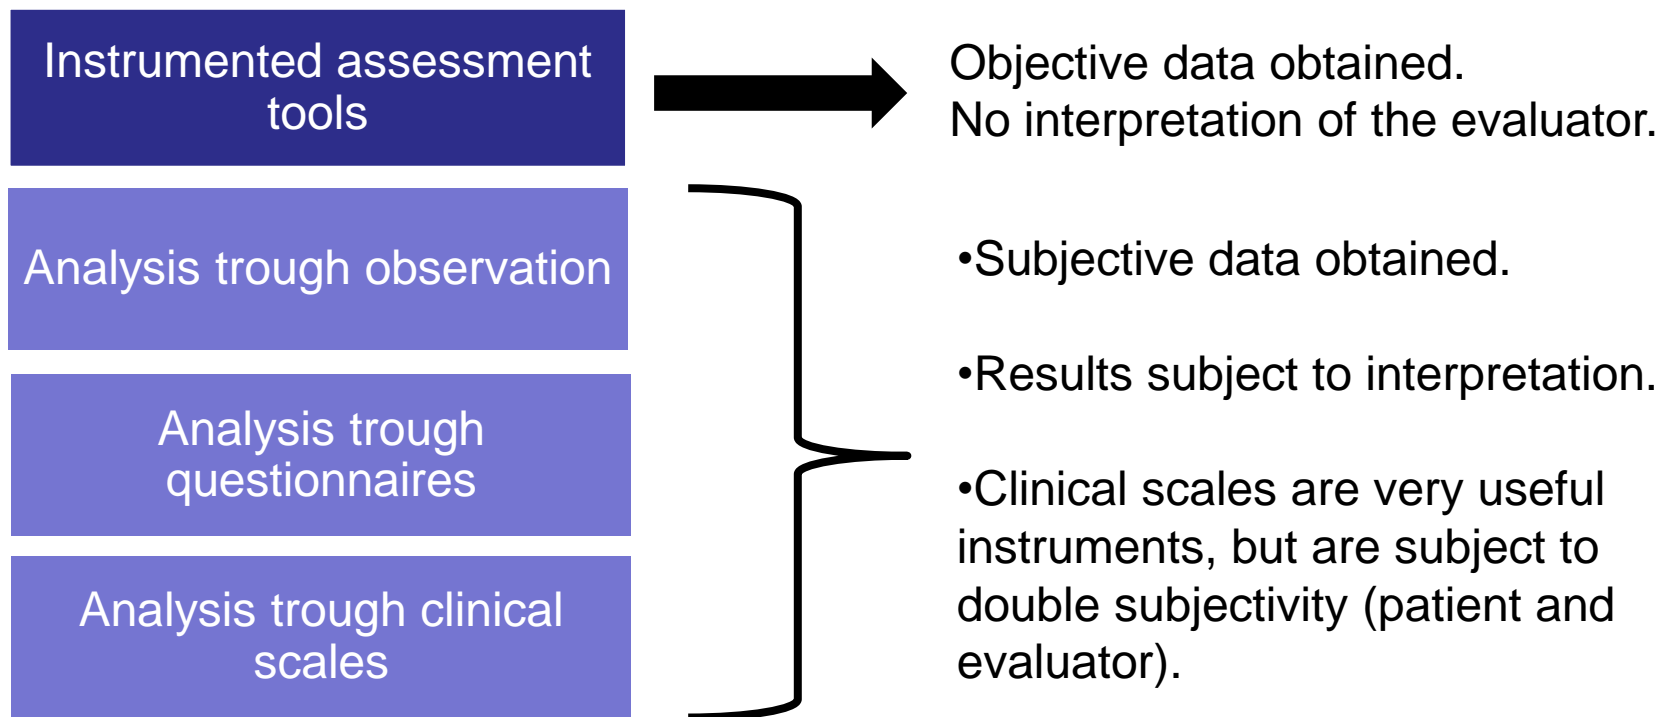 Instrumented assessment
tools
Objective data obtained.
No interpretation of the evaluator.
Analysis trough observation
Analysis trough
questionnaires
Analysis trough clinical
scales
•Subjective data obtained.
•Results subject to interpretation.
•Clinical scales are very useful
instruments, but are subject to
double subjectivity (patient and
evaluator).